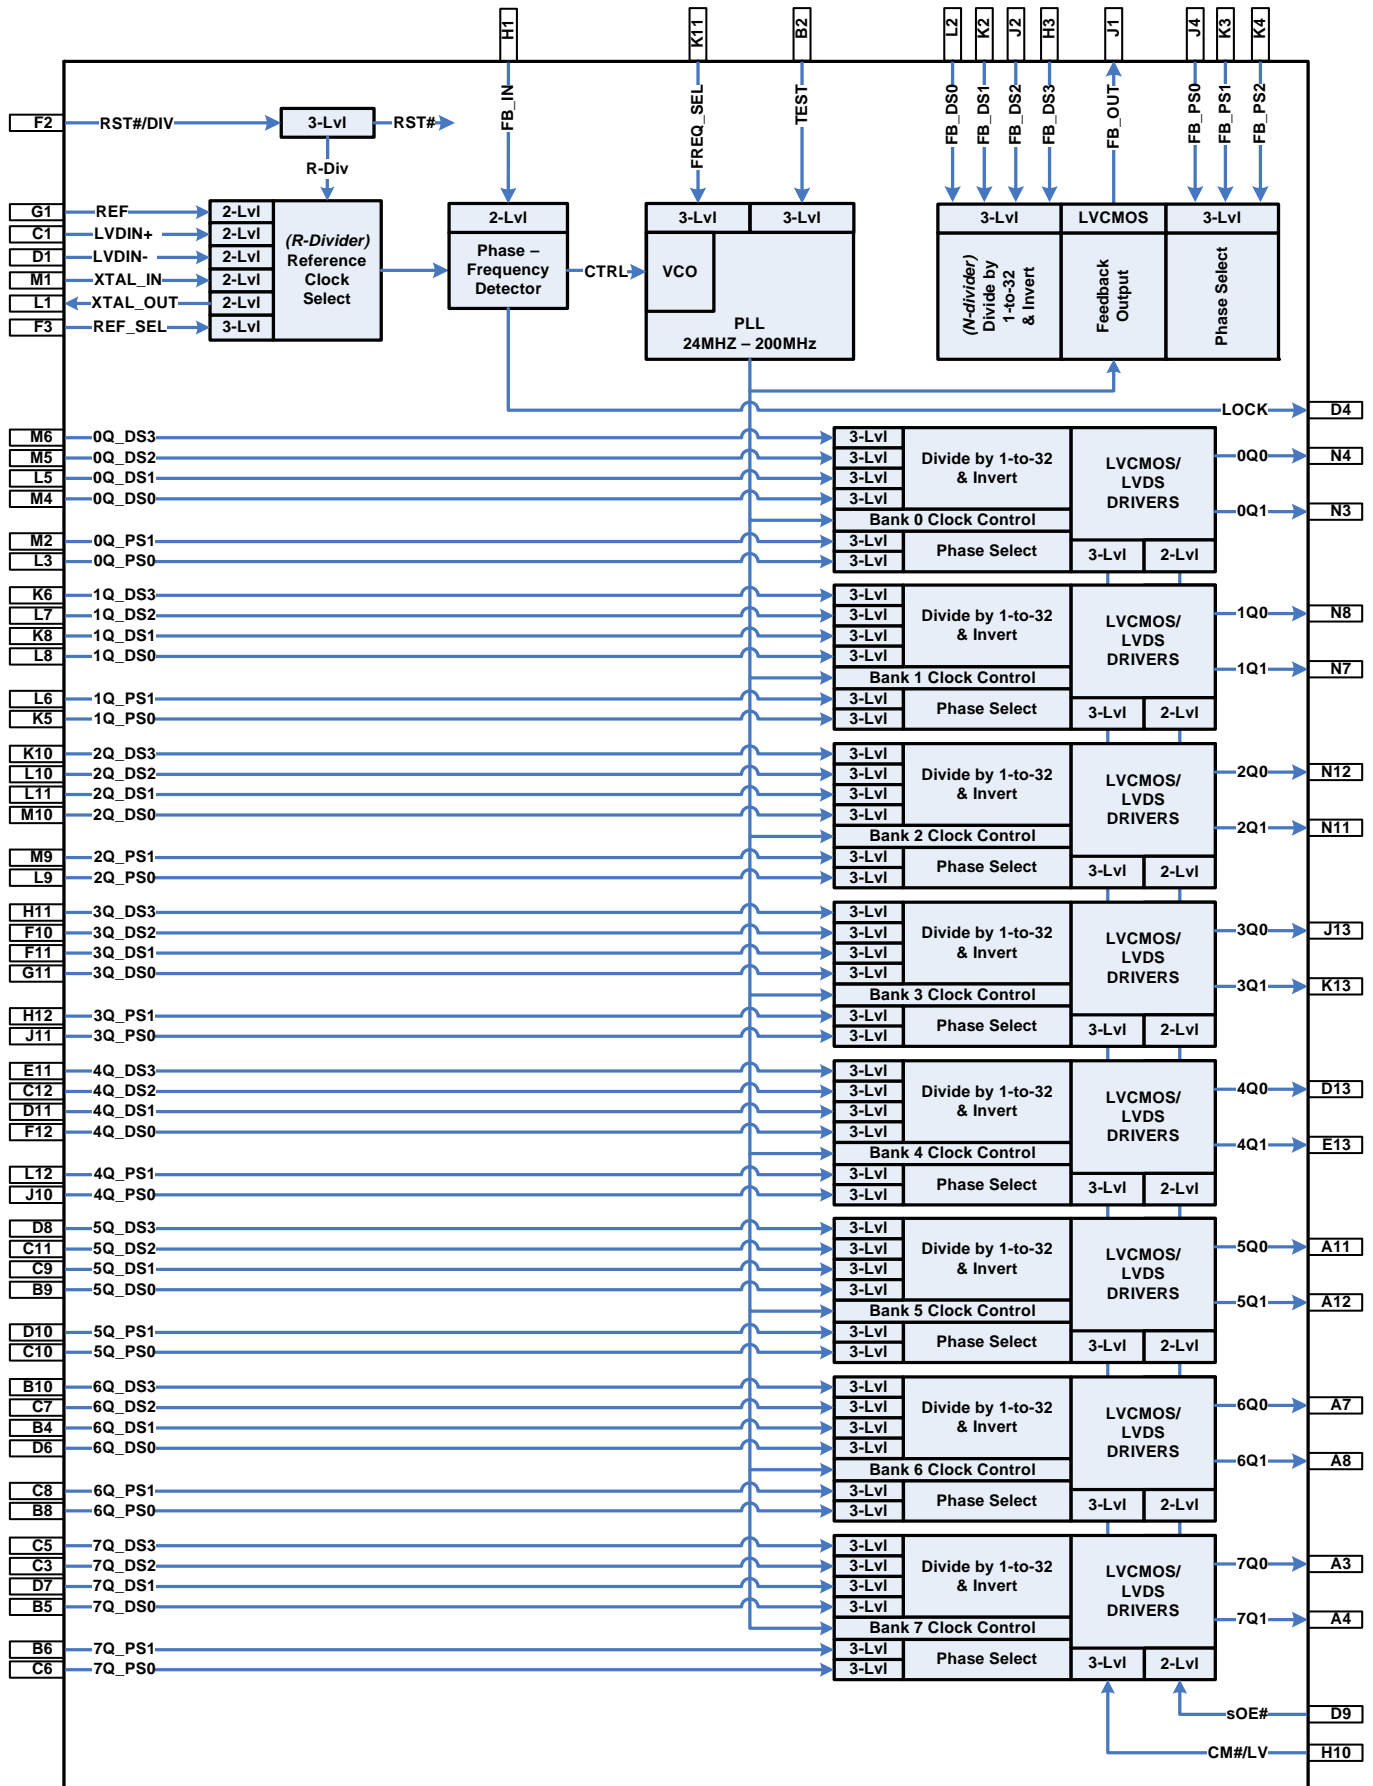 H1
K11
B2
L2
K2
J2
H3
J1
J4
K3
K4
FB_IN
FREQ_SEL
TEST
FB_DS0
FB_DS1
FB_DS2
FB_DS3
FB_OUT
FB_PS0
FB_PS1
FB_PS2
F2 RST#/DIV 3-Lvl RST#
R-Div
G1 REF 2-Lvl
C1 LVDIN+ 2-Lvl
D1 LVDIN- 2-Lvl
M1 XTAL_IN 2-Lvl
L1 XTAL_OUT 2-Lvl
F3 REF_SEL 3-Lvl
(R-Divider)
Reference
Clock
Select
2-Lvl
Phase –
Frequency
Detector
CTRL
3-Lvl 3-Lvl
VCO
PLL
24MHZ – 200MHz
3-Lvl LVCMOS 3-Lvl
(N-divider)
Divide by
1-to-32
& Invert
Feedback
Output
Phase Select
LOCK D4
M6 0Q_DS3 3-Lvl
M5 0Q_DS2 3-Lvl
L5 0Q_DS1 3-Lvl
M4 0Q_DS0 3-Lvl
Divide by 1-to-32
& Invert
Bank 0 Clock Control
M2 0Q_PS1 3-Lvl
L3 0Q_PS0 3-Lvl
Phase Select
LVCMOS/
LVDS
DRIVERS
3-Lvl 2-Lvl
0Q0 N4
0Q1 N3
K6 1Q_DS3 3-Lvl
L7 1Q_DS2 3-Lvl
K8 1Q_DS1 3-Lvl
L8 1Q_DS0 3-Lvl
Divide by 1-to-32
& Invert
Bank 1 Clock Control
L6 1Q_PS1 3-Lvl
K5 1Q_PS0 3-Lvl
Phase Select
LVCMOS/
LVDS
DRIVERS
3-Lvl 2-Lvl
1Q0 N8
1Q1 N7
K10 2Q_DS3 3-Lvl
L10 2Q_DS2 3-Lvl
L11 2Q_DS1 3-Lvl
M10 2Q_DS0 3-Lvl
Divide by 1-to-32
& Invert
Bank 2 Clock Control
M9 2Q_PS1 3-Lvl
L9 2Q_PS0 3-Lvl
Phase Select
LVCMOS/
LVDS
DRIVERS
3-Lvl 2-Lvl
2Q0 N12
2Q1 N11
H11 3Q_DS3 3-Lvl
F10 3Q_DS2 3-Lvl
F11 3Q_DS1 3-Lvl
G11 3Q_DS0 3-Lvl
Divide by 1-to-32
& Invert
Bank 3 Clock Control
H12 3Q_PS1 3-Lvl
J11 3Q_PS0 3-Lvl
Phase Select
LVCMOS/
LVDS
DRIVERS
3-Lvl 2-Lvl
3Q0 J13
3Q1 K13
E11 4Q_DS3 3-Lvl
C12 4Q_DS2 3-Lvl
D11 4Q_DS1 3-Lvl
F12 4Q_DS0 3-Lvl
Divide by 1-to-32
& Invert
Bank 4 Clock Control
L12 4Q_PS1 3-Lvl
J10 4Q_PS0 3-Lvl
Phase Select
LVCMOS/
LVDS
DRIVERS
3-Lvl 2-Lvl
4Q0 D13
4Q1 E13
D8 5Q_DS3 3-Lvl
C11 5Q_DS2 3-Lvl
C9 5Q_DS1 3-Lvl
B9 5Q_DS0 3-Lvl
Divide by 1-to-32
& Invert
Bank 5 Clock Control
D10 5Q_PS1 3-Lvl
C10 5Q_PS0 3-Lvl
Phase Select
LVCMOS/
LVDS
DRIVERS
3-Lvl 2-Lvl
5Q0 A11
5Q1 A12
B10 6Q_DS3 3-Lvl
C7 6Q_DS2 3-Lvl
B4 6Q_DS1 3-Lvl
D6 6Q_DS0 3-Lvl
Divide by 1-to-32
& Invert
Bank 6 Clock Control
C8 6Q_PS1 3-Lvl
B8 6Q_PS0 3-Lvl
Phase Select
LVCMOS/
LVDS
DRIVERS
3-Lvl 2-Lvl
6Q0 A7
6Q1 A8
C5 7Q_DS3 3-Lvl
C3 7Q_DS2 3-Lvl
D7 7Q_DS1 3-Lvl
B5 7Q_DS0 3-Lvl
Divide by 1-to-32
& Invert
Bank 7 Clock Control
B6 7Q_PS1 3-Lvl
C6 7Q_PS0 3-Lvl
Phase Select
LVCMOS/
LVDS
DRIVERS
3-Lvl 2-Lvl
7Q0 A3
7Q1 A4
sOE# D9
CM#/LV H10